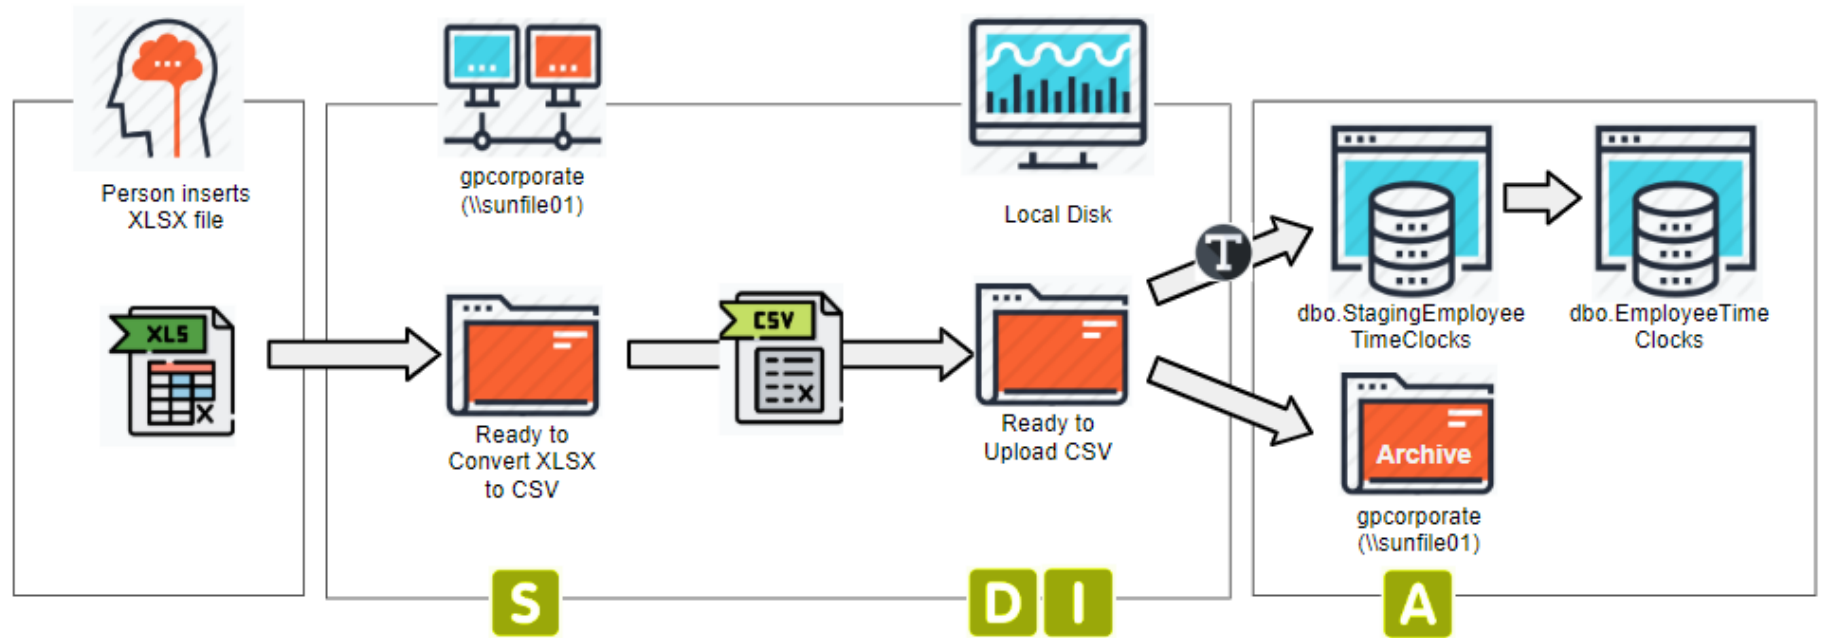 Person inserts
XLSX file
XLS
gpcorporate
(\\sunfile01)
Ready to
Convert XLSX
to CSV
CSV
Local Disk
Ready to
Upload CSV
T
dbo.StagingEmployee
TimeClocks
dbo.EmployeeTime
Clocks
Archive
gpcorporate
(\\sunfile01)
S
D I
A